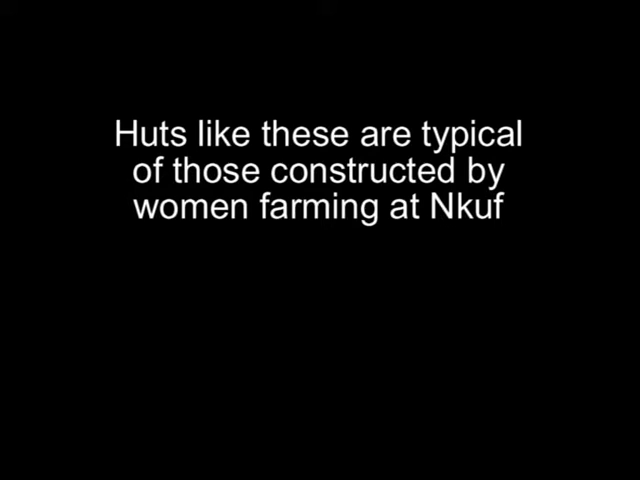 Huts like these are typical
of those constructed by
women farming at Nkuf